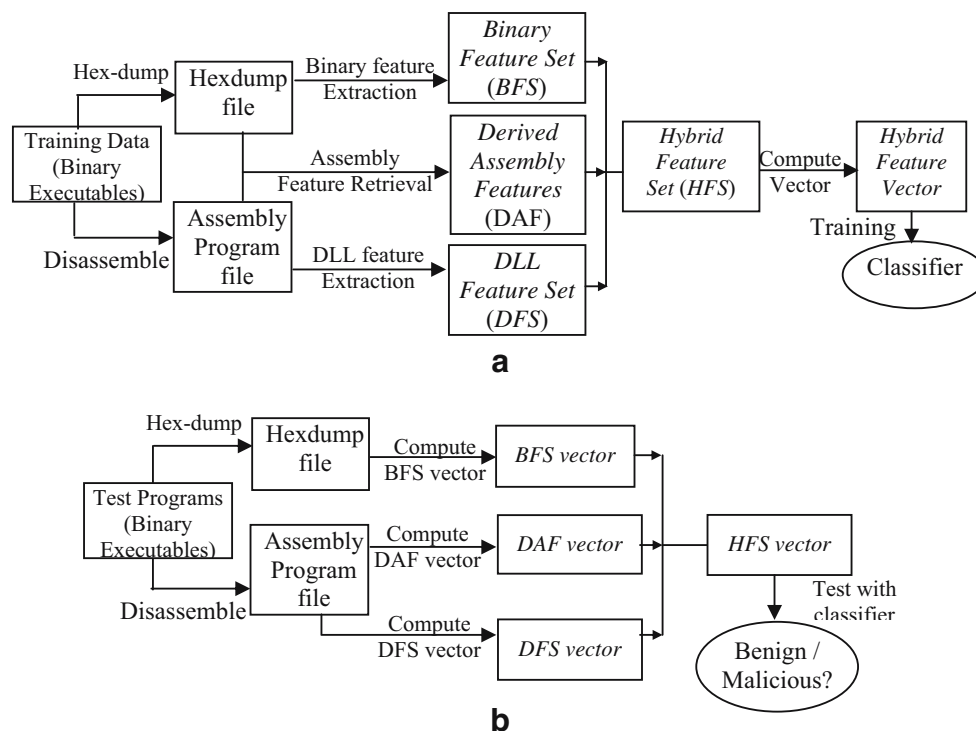 Hex-dump
Hexdump
file
Binary feature
Extraction
Binary
Feature Set
(BFS)
Training Data
(Binary
Executables)
Assembly
Feature Retrieval
Derived
Assembly
Features
(DAF)
Hybrid
Feature
Set (HFS)
Compute
Vector
Hybrid
Feature
Vector
Disassemble
Assembly
Program
file
DLL feature
Extraction
DLL
Feature Set
(DFS)
Training
Classifier
a
Hex-dump
Hexdump
file
Compute
BFS vector
BFS vector
Test Programs
(Binary
Executables)
Disassemble
Assembly
Program
file
Compute
DAF vector
DAF vector
HFS vector
Compute
DFS vector
DFS vector
Test with
classifier
Benign /
Malicious?
b